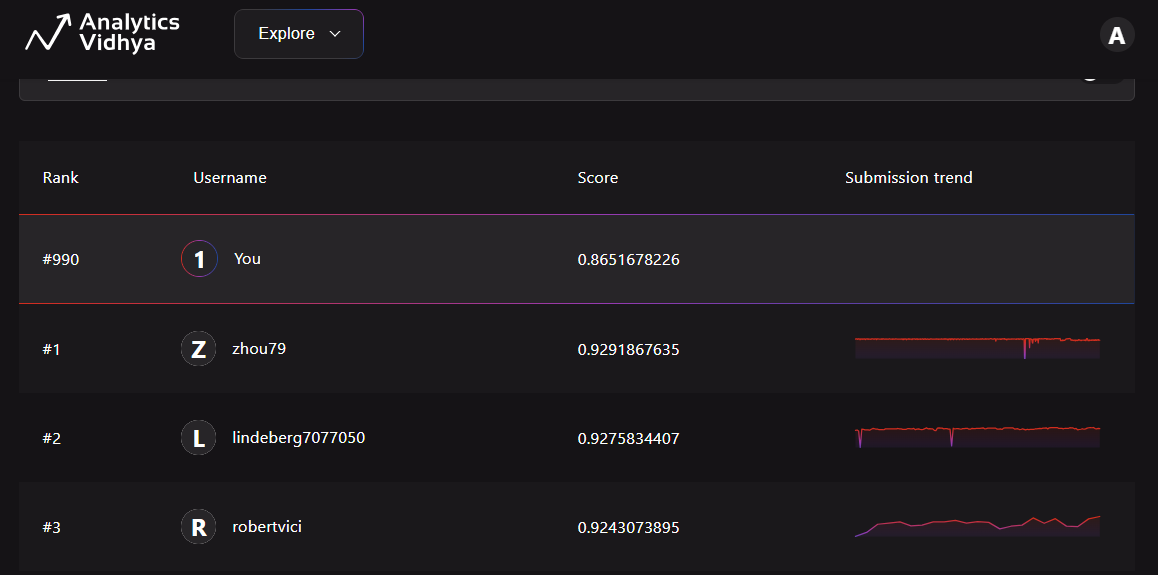 Analytics
Vidhya
Explore
A
Rank Username Score Submission trend
#990 1 You 0.8651678226
#1 Z zhou79 0.9291867635
#2 L lindeberg7077050 0.9275834407
#3 R robertvici 0.9243073895